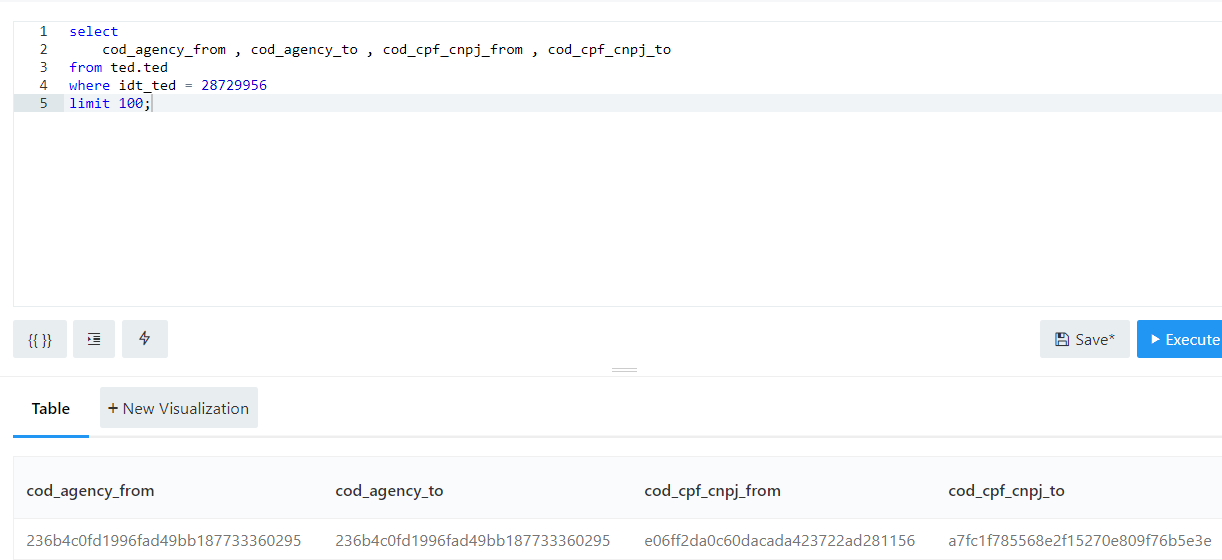 1 select
2 cod_agency_from , cod_agency_to , cod_cpf_cnpj_from , cod_cpf_cnpj_to
3 from ted.ted
4 where idt_ted = 28729956
5 limit 100;
{{ }} Save* Execute
Table + New Visualization
cod_agency_from cod_agency_to cod_cpf_cnpj_from cod_cpf_cnpj_to
236b4c0fd1996fad49bb187733360295 236b4c0fd1996fad49bb187733360295 e06ff2da0c60dacada423722ad281156 a7fc1f785568e2f15270e809f76b5e3e